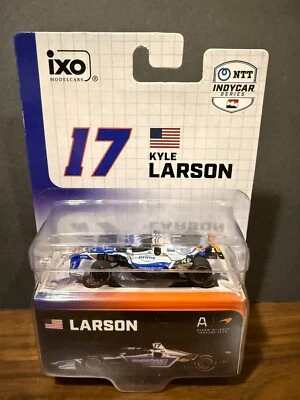 ixo
MODELCARS ®
NTT
INDYCAR
SERIES
17
KYLE
LARSON
LARSON